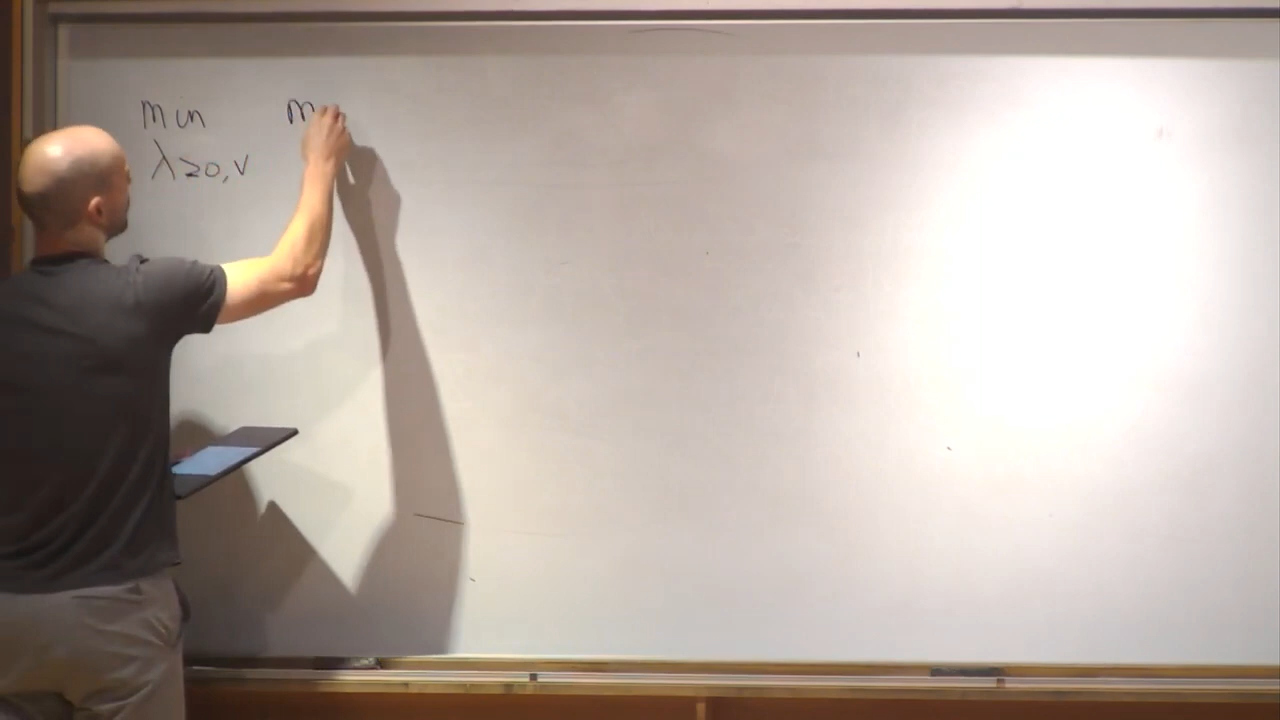 min m
λ≥0, v